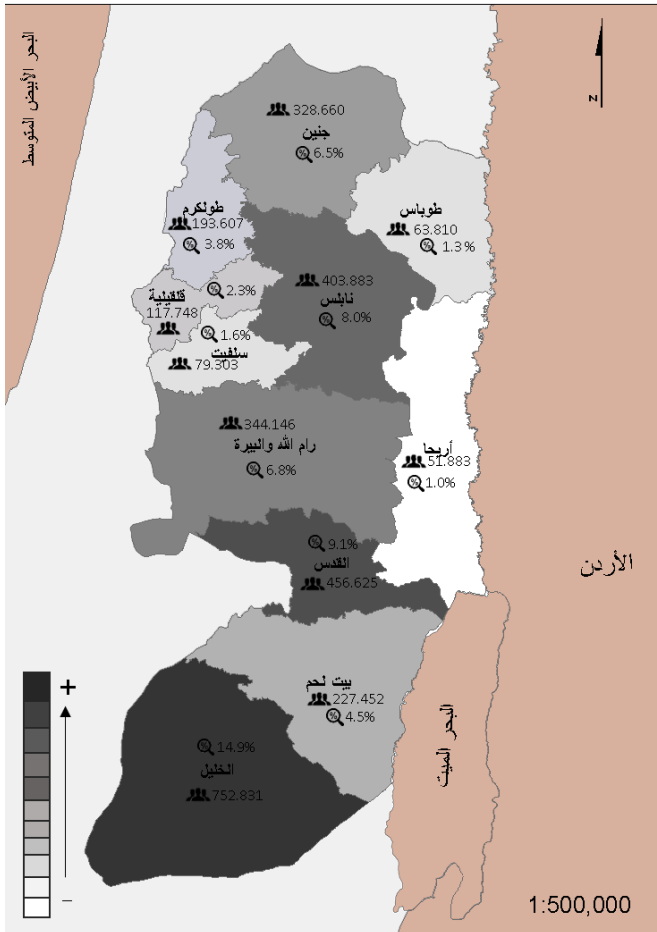 البحر الأبيض المتوسط
z
328.660
جنين
6.5%
طولكرم
193.607
3.8%
طوباس
63.810
1.3%
403.883
نابلس
8.0%
2.3%
قلقيلية
117.748
1.6%
سلفيت
79.303
344.146
رام الله والبيرة
6.8%
أريحا
51.883
1.0%
9.1%
القدس
456.625
الأردن
بيت لحم
227.452
4.5%
البحر الميت
14.9%
الخليل
752.831
+
–
1:500,000